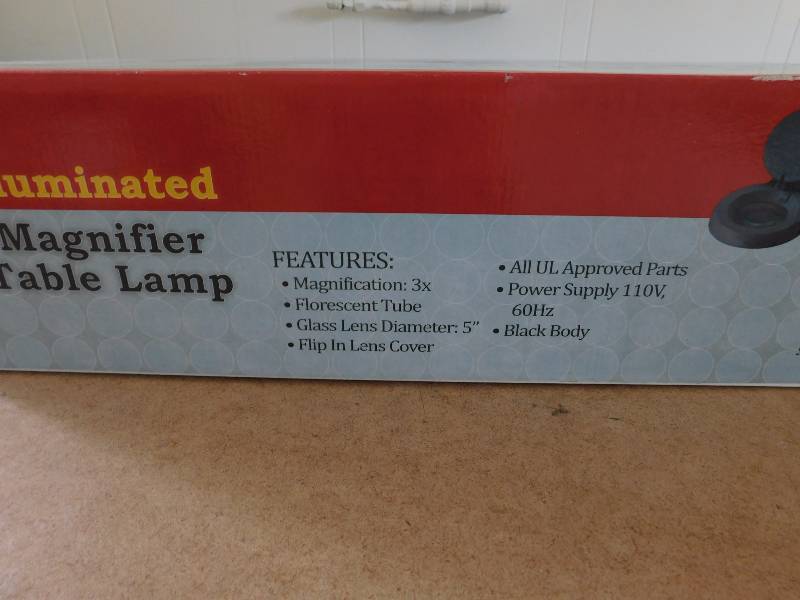 luminated
Magnifier
Table Lamp
FEATURES:
• Magnification: 3x
• Florescent Tube
• Glass Lens Diameter: 5"
• Flip In Lens Cover
• All UL Approved Parts
• Power Supply 110V,
60Hz
• Black Body